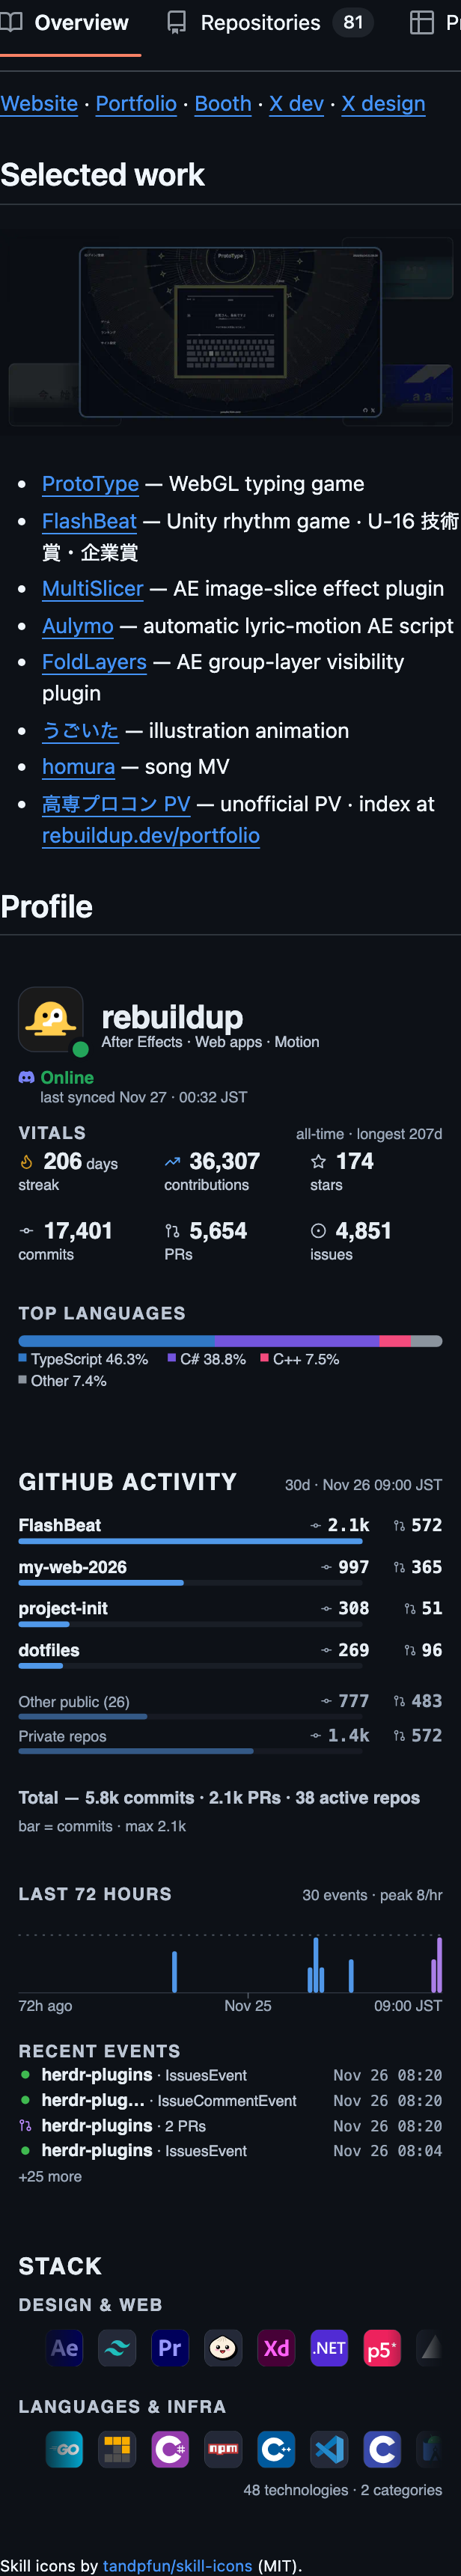 Overview Repositories 81 P
Website · Portfolio · Booth · X dev · X design
Selected work
ProtoType
ProtoType — WebGL typing game
FlashBeat — Unity rhythm game · U-16 技術
賞・企業賞
MultiSlicer — AE image-slice effect plugin
Aulymo — automatic lyric-motion AE script
FoldLayers — AE group-layer visibility
plugin
うごいた — illustration animation
homura — song MV
高専プロコン PV — unofficial PV · index at
rebuildup.dev/portfolio
Profile
rebuildup
After Effects · Web apps · Motion
Online
last synced Nov 27 · 00:32 JST
VITALS all-time · longest 207d
206 days 36,307 174
streak contributions stars
17,401 5,654 4,851
commits PRs issues
TOP LANGUAGES
TypeScript 46.3% C# 38.8% C++ 7.5%
Other 7.4%
GITHUB ACTIVITY 30d · Nov 26 09:00 JST
FlashBeat 2.1k 572
my-web-2026 997 365
project-init 308 51
dotfiles 269 96
Other public (26) 777 483
Private repos 1.4k 572
Total — 5.8k commits · 2.1k PRs · 38 active repos
bar = commits · max 2.1k
LAST 72 HOURS 30 events · peak 8/hr
72h ago Nov 25 09:00 JST
RECENT EVENTS
herdr-plugins · IssuesEvent Nov 26 08:20
herdr-plug... · IssueCommentEvent Nov 26 08:20
herdr-plugins · 2 PRs Nov 26 08:20
herdr-plugins · IssuesEvent Nov 26 08:04
+25 more
STACK
DESIGN & WEB
Ae Pr Xd .NET p5*
LANGUAGES & INFRA
GO C# npm C++ C
48 technologies · 2 categories
Skill icons by tandpfun/skill-icons (MIT).